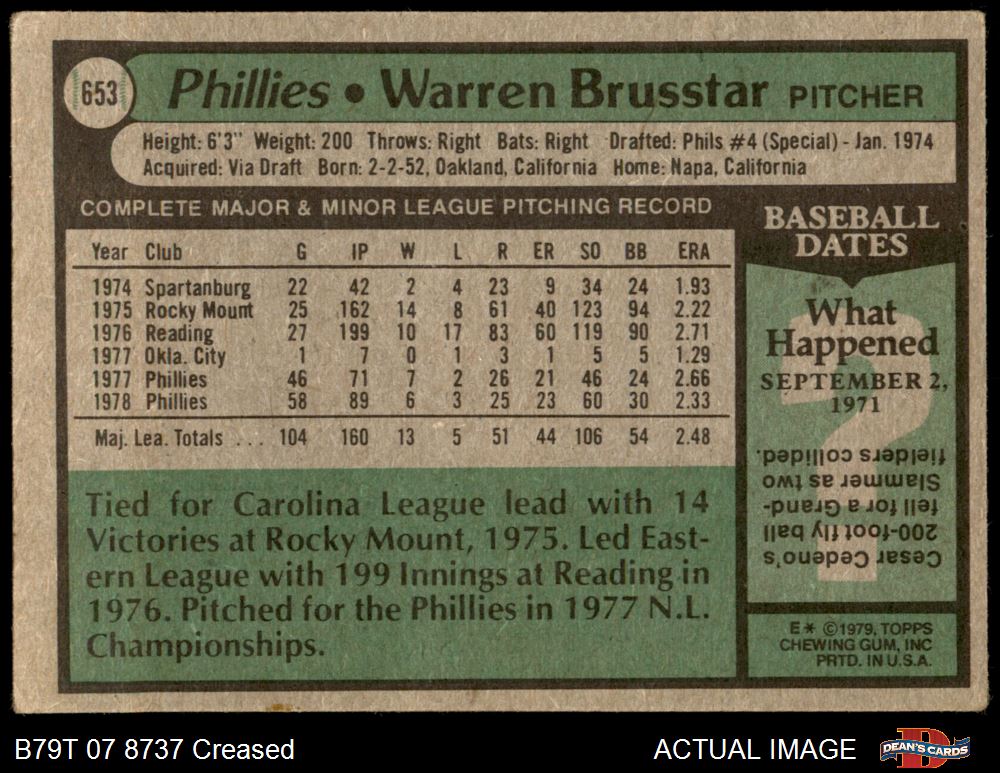 653
Phillies • Warren Brusstar PITCHER
Height: 6'3" Weight: 200 Throws: Right Bats: Right Drafted: Phils #4 (Special) - Jan. 1974
Acquired: Via Draft Born: 2-2-52, Oakland, California Home: Napa, California
COMPLETE MAJOR & MINOR LEAGUE PITCHING RECORD
Year Club G IP W L R ER SO BB ERA
1974 Spartanburg 22 42 2 4 23 9 34 24 1.93
1975 Rocky Mount 25 162 14 8 61 40 123 94 2.22
1976 Reading 27 199 10 17 83 60 119 90 2.71
1977 Okla. City 1 7 0 1 3 1 5 5 1.29
1977 Phillies 46 71 7 2 26 21 46 24 2.66
1978 Phillies 58 89 6 3 25 23 60 30 2.33
Maj. Lea. Totals ... 104 160 13 5 51 44 106 54 2.48
Tied for Carolina League lead with 14
Victories at Rocky Mount, 1975. Led East-
ern League with 199 Innings at Reading in
1976. Pitched for the Phillies in 1977 N.L.
Championships.
BASEBALL
DATES
What
Happened
SEPTEMBER 2,
1971
Cesar Cedeno's
200-foot fly ball
fell for a Grand-
Slammer as two
fielders collided.
E* ©1979, TOPPS
CHEWING GUM, INC
PRTD. IN U.S.A.
B79T 07 8737 Creased
ACTUAL IMAGE
DEAN'S CARDS